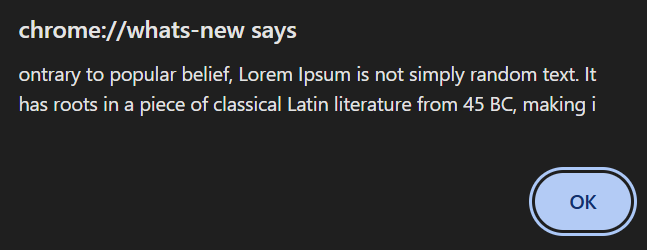 chrome://whats-new says
ontrary to popular belief, Lorem Ipsum is not simply random text. It
has roots in a piece of classical Latin literature from 45 BC, making i
OK